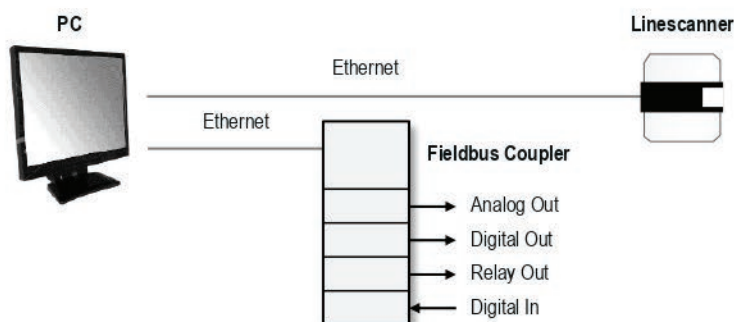 PC
Linescanner
Ethernet
Ethernet
Fieldbus Coupler
Analog Out
Digital Out
Relay Out
Digital In